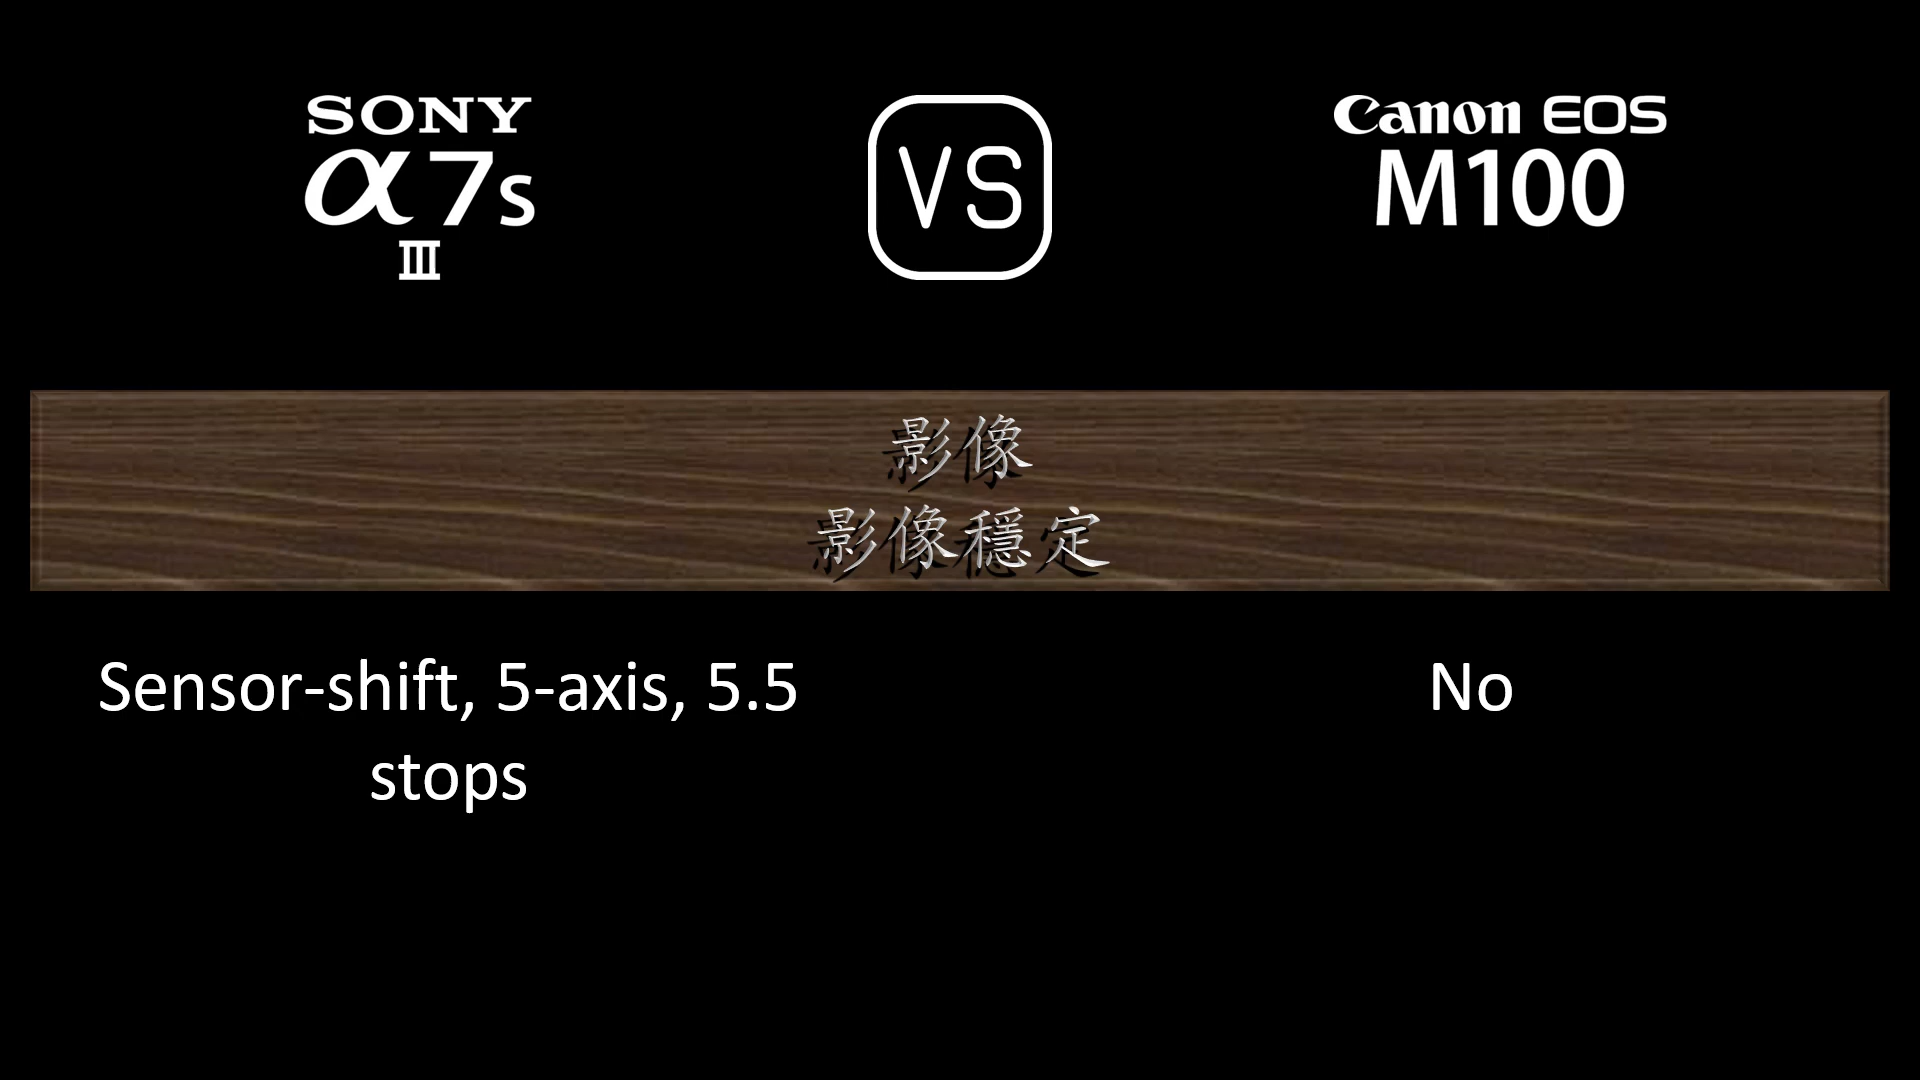 SONY
α7s
III
VS
Canon EOS
M100
影像
影像穩定
Sensor-shift, 5-axis, 5.5
stops
No